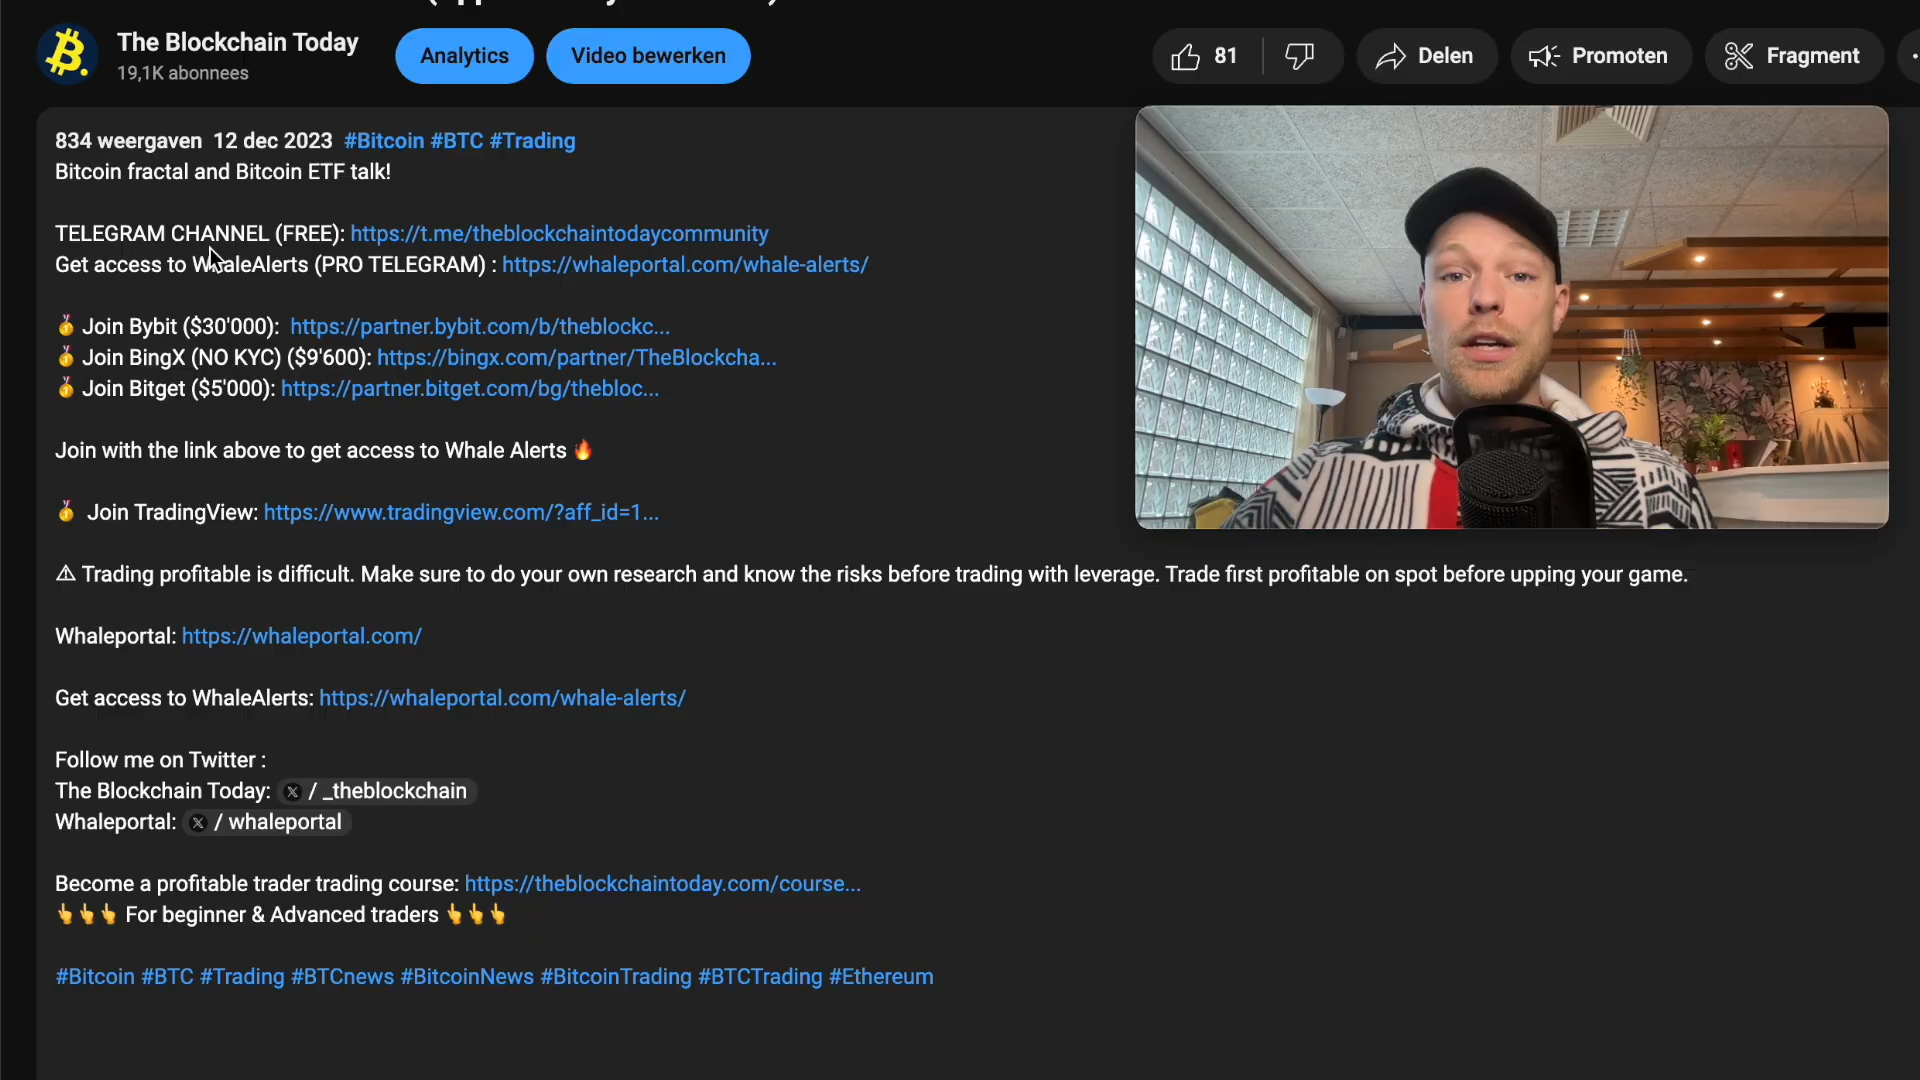 The Blockchain Today
19,1K abonnees
Analytics
Video bewerken
81
Delen
Promoten
Fragment
834 weergaven 12 dec 2023 #Bitcoin #BTC #Trading
Bitcoin fractal and Bitcoin ETF talk!
TELEGRAM CHANNEL (FREE): https://t.me/theblockchaintodaycommunity
Get access to WhaleAlerts (PRO TELEGRAM) : https://whaleportal.com/whale-alerts/
🥇 Join Bybit ($30'000): https://partner.bybit.com/b/theblockc...
🥇 Join BingX (NO KYC) ($9'600): https://bingx.com/partner/TheBlockcha...
🥇 Join Bitget ($5'000): https://partner.bitget.com/bg/thebloc...
Join with the link above to get access to Whale Alerts 🔥
🥇 Join TradingView: https://www.tradingview.com/?aff_id=1...
⚠ Trading profitable is difficult. Make sure to do your own research and know the risks before trading with leverage. Trade first profitable on spot before upping your game.
Whaleportal: https://whaleportal.com/
Get access to WhaleAlerts: https://whaleportal.com/whale-alerts/
Follow me on Twitter :
The Blockchain Today: X / _theblockchain
Whaleportal: X / whaleportal
Become a profitable trader trading course: https://theblockchaintoday.com/course...
👆👆👆 For beginner & Advanced traders 👆👆👆
#Bitcoin #BTC #Trading #BTCnews #BitcoinNews #BitcoinTrading #BTCTrading #Ethereum